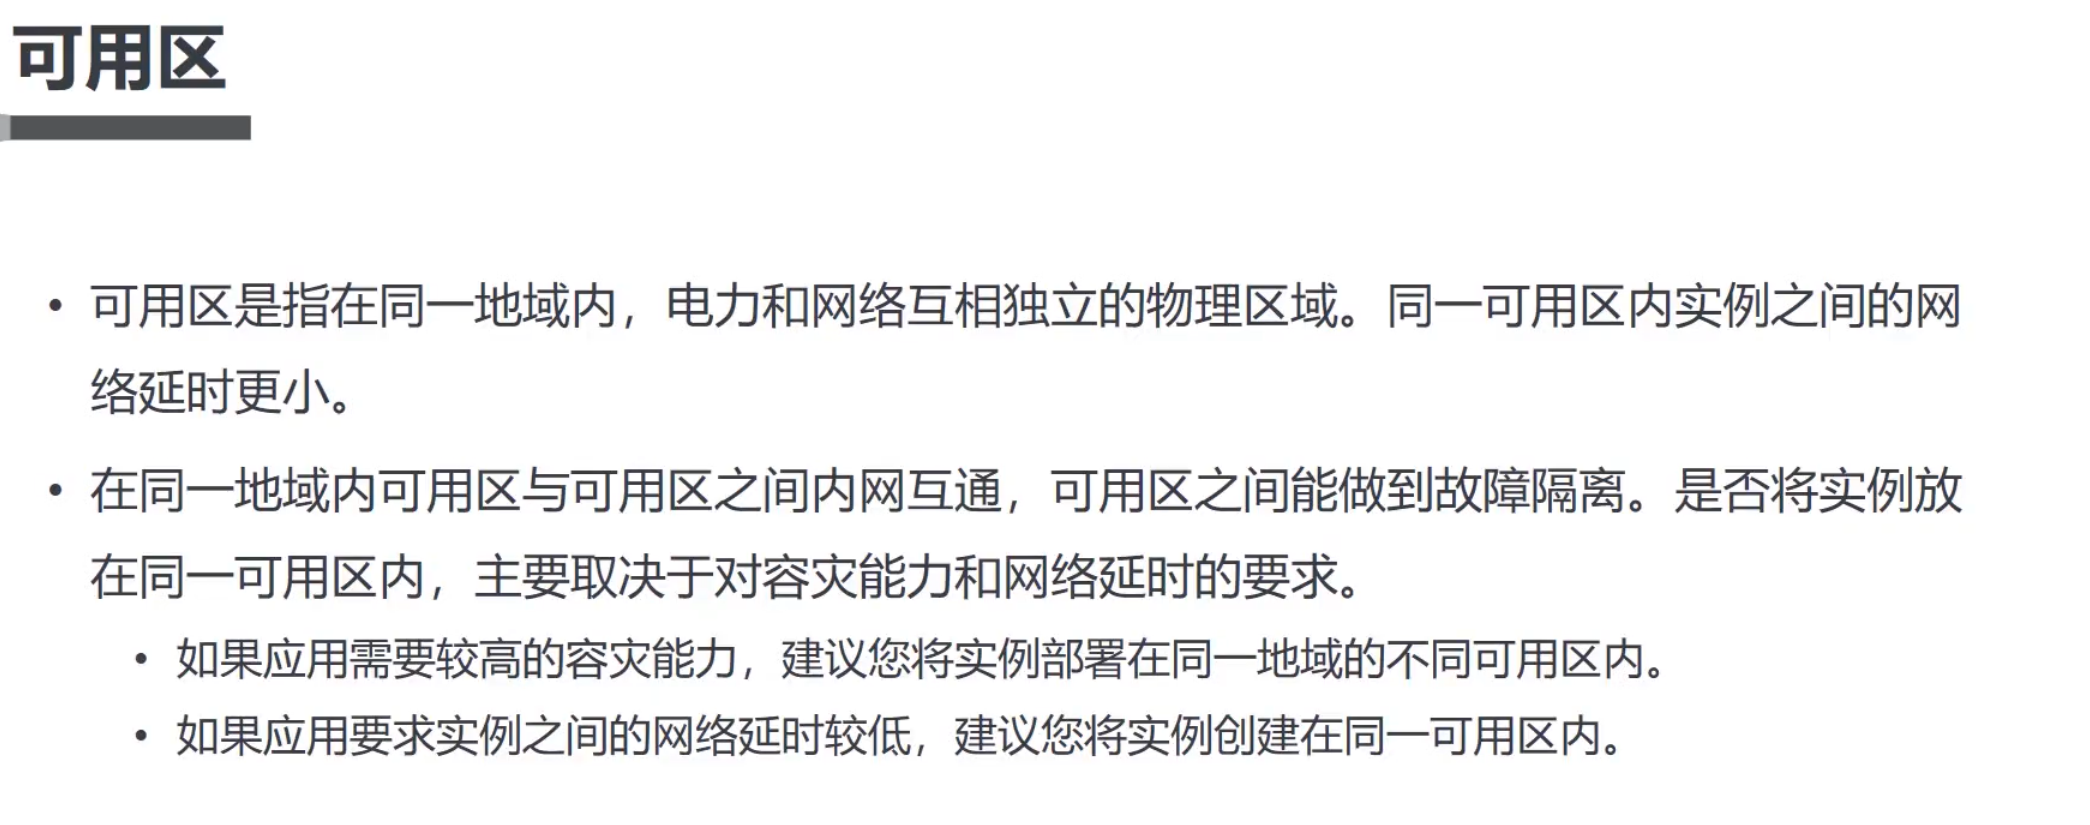 可用区
• 可用区是指在同一地域内，电力和网络互相独立的物理区域。同一可用区内实例之间的网
络延时更小。
• 在同一地域内可用区与可用区之间内网互通，可用区之间能做到故障隔离。是否将实例放
在同一可用区内，主要取决于对容灾能力和网络延时的要求。
• 如果应用需要较高的容灾能力，建议您将实例部署在同一地域的不同可用区内。
• 如果应用要求实例之间的网络延时较低，建议您将实例创建在同一可用区内。